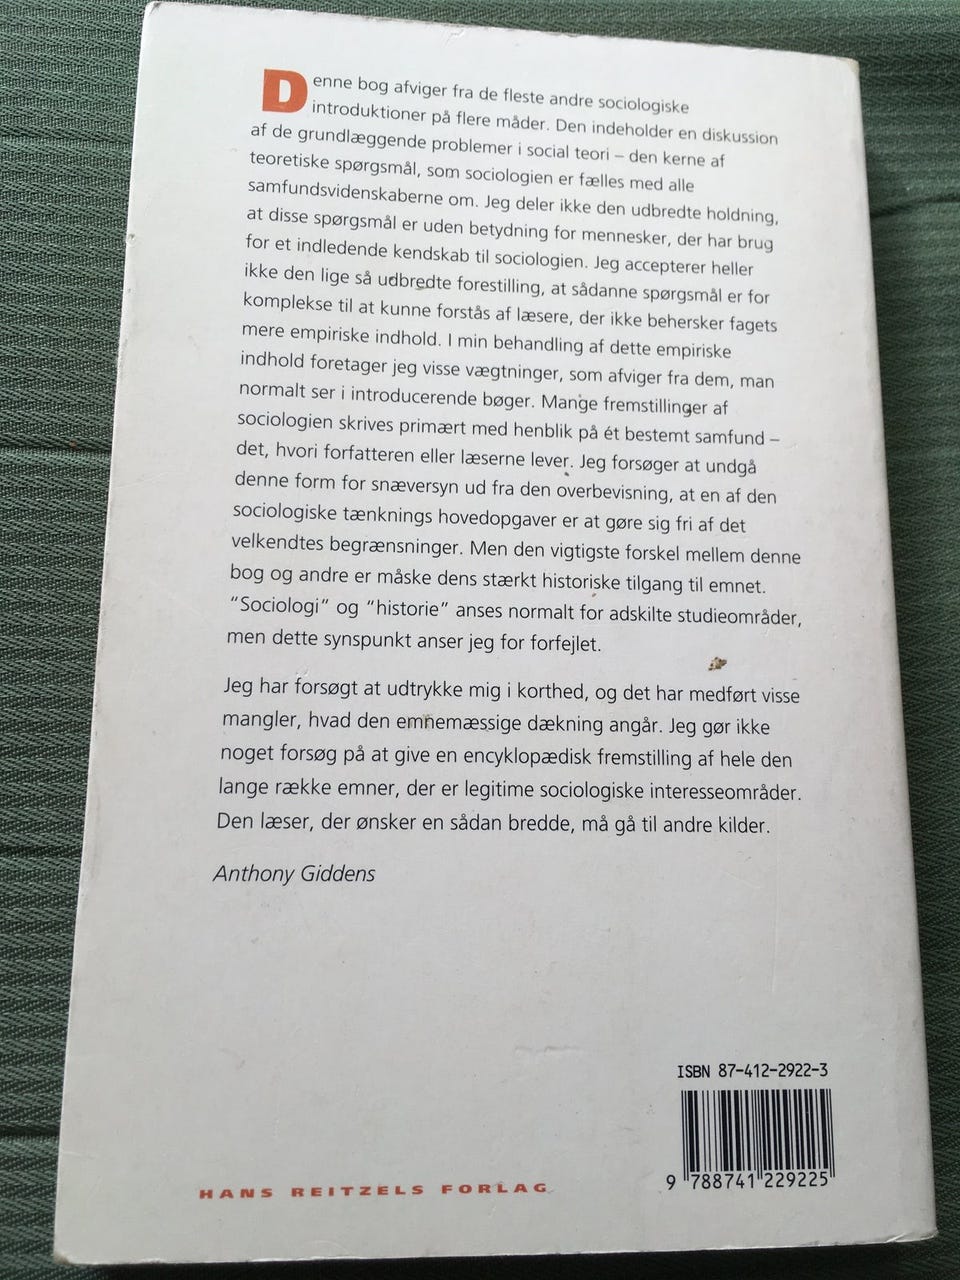 Denne bog afviger fra de fleste andre sociologiske
introduktioner på flere måder. Den indeholder en diskussion
af de grundlæggende problemer i social teori – den kerne af
teoretiske spørgsmål, som sociologien er fælles med alle
samfundsvidenskaberne om. Jeg deler ikke den udbredte holdning,
at disse spørgsmål er uden betydning for mennesker, der har brug
for et indledende kendskab til sociologien. Jeg accepterer heller
ikke den lige så udbredte forestilling, at sådanne spørgsmål er for
komplekse til at kunne forstås af læsere, der ikke behersker fagets
mere empiriske indhold. I min behandling af dette empiriske
indhold foretager jeg visse vægtninger, som afviger fra dem, man
normalt ser i introducerende bøger. Mange fremstillinger af
sociologien skrives primært med henblik på ét bestemt samfund –
det, hvori forfatteren eller læserne lever. Jeg forsøger at undgå
denne form for snæversyn ud fra den overbevisning, at en af den
sociologiske tænknings hovedopgaver er at gøre sig fri af det
velkendtes begrænsninger. Men den vigtigste forskel mellem denne
bog og andre er måske dens stærkt historiske tilgang til emnet.
"Sociologi" og "historie" anses normalt for adskilte studieområder,
men dette synspunkt anser jeg for forfejlet.
Jeg har forsøgt at udtrykke mig i korthed, og det har medført visse
mangler, hvad den emnemæssige dækning angår. Jeg gør ikke
noget forsøg på at give en encyklopædisk fremstilling af hele den
lange række emner, der er legitime sociologiske interesseområder.
Den læser, der ønsker en sådan bredde, må gå til andre kilder.
Anthony Giddens
ISBN 87-412-2922-3
9 788741 229225
HANS REITZELS FORLAG